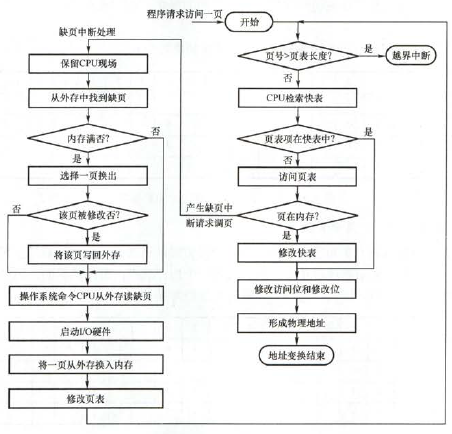 程序请求访问一页
开始
缺页中断处理
保留CPU现场
从外存中找到缺页
内存满否?
否
是
选择一页换出
该页被修改否?
否
是
将该页写回外存
操作系统命令CPU从外存读缺页
启动I/O硬件
将一页从外存换入内存
修改页表
页号>页表长度?
是
越界中断
否
CPU检索快表
页表项在快表中?
是
否
访问页表
产生缺页中
断请求调页
页在内存?
是
修改快表
修改访问位和修改位
形成物理地址
地址变换结束